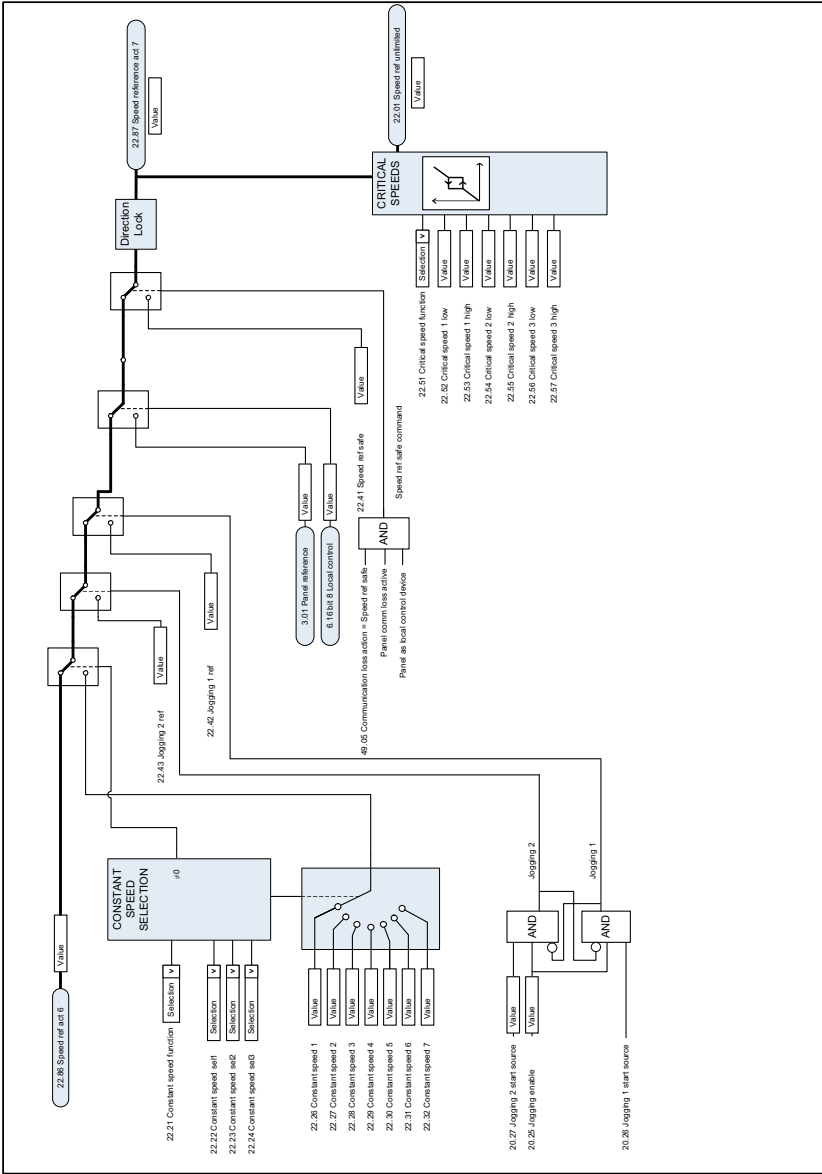 22.86 Speed ref act 6
Value
22.21 Constant speed function
Selection
v
22.22 Constant speed sel1
Selection
v
22.23 Constant speed sel2
Selection
v
22.24 Constant speed sel3
Selection
v
CONSTANT
SPEED
SELECTION
≠0
22.26 Constant speed 1
Value
22.27 Constant speed 2
Value
22.28 Constant speed 3
Value
22.29 Constant speed 4
Value
22.30 Constant speed 5
Value
22.31 Constant speed 6
Value
22.32 Constant speed 7
Value
20.27 Jogging 2 start source
Value
20.25 Jogging enable
Value
20.26 Jogging 1 start source
AND
AND
Jogging 2
Jogging 1
22.43 Jogging 2 ref
Value
22.42 Jogging 1 ref
Value
3.01 Panel reference
Value
6.16 bit 8 Local control
Value
22.41 Speed ref safe
Value
49.05 Communication loss action = Speed ref safe
Panel comm loss active
Panel as local control device
AND
Speed ref safe command
Direction
Lock
22.87 Speed reference act 7
Value
22.51 Critical speed function
Selection
v
22.52 Critical speed 1 low
Value
22.53 Critical speed 1 high
Value
22.54 Critical speed 2 low
Value
22.55 Critical speed 2 high
Value
22.56 Critical speed 3 low
Value
22.57 Critical speed 3 high
Value
CRITICAL
SPEEDS
22.01 Speed ref unlimited
Value